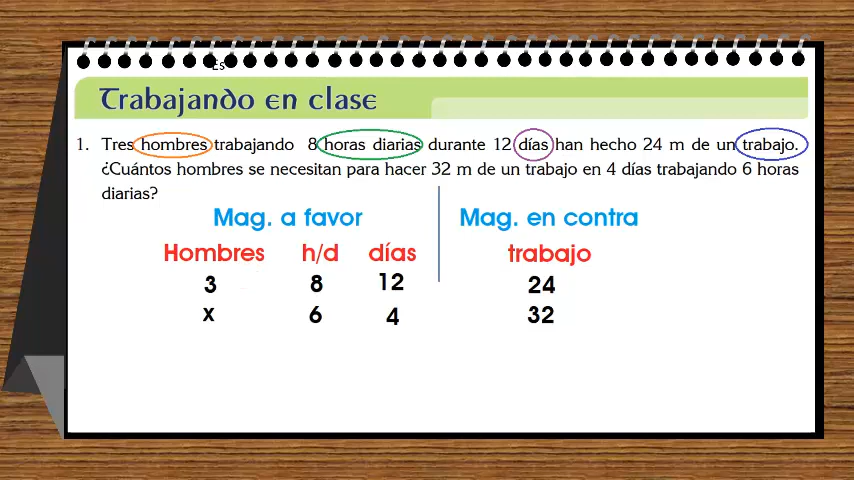 Es
Trabajando en clase
1. Tres hombres trabajando 8 horas diarias durante 12 días han hecho 24 m de un trabajo.
¿Cuántos hombres se necesitan para hacer 32 m de un trabajo en 4 días trabajando 6 horas
diarias?
Mag. a favor Mag. en contra
Hombres h/d días trabajo
3 8 12 24
x 6 4 32